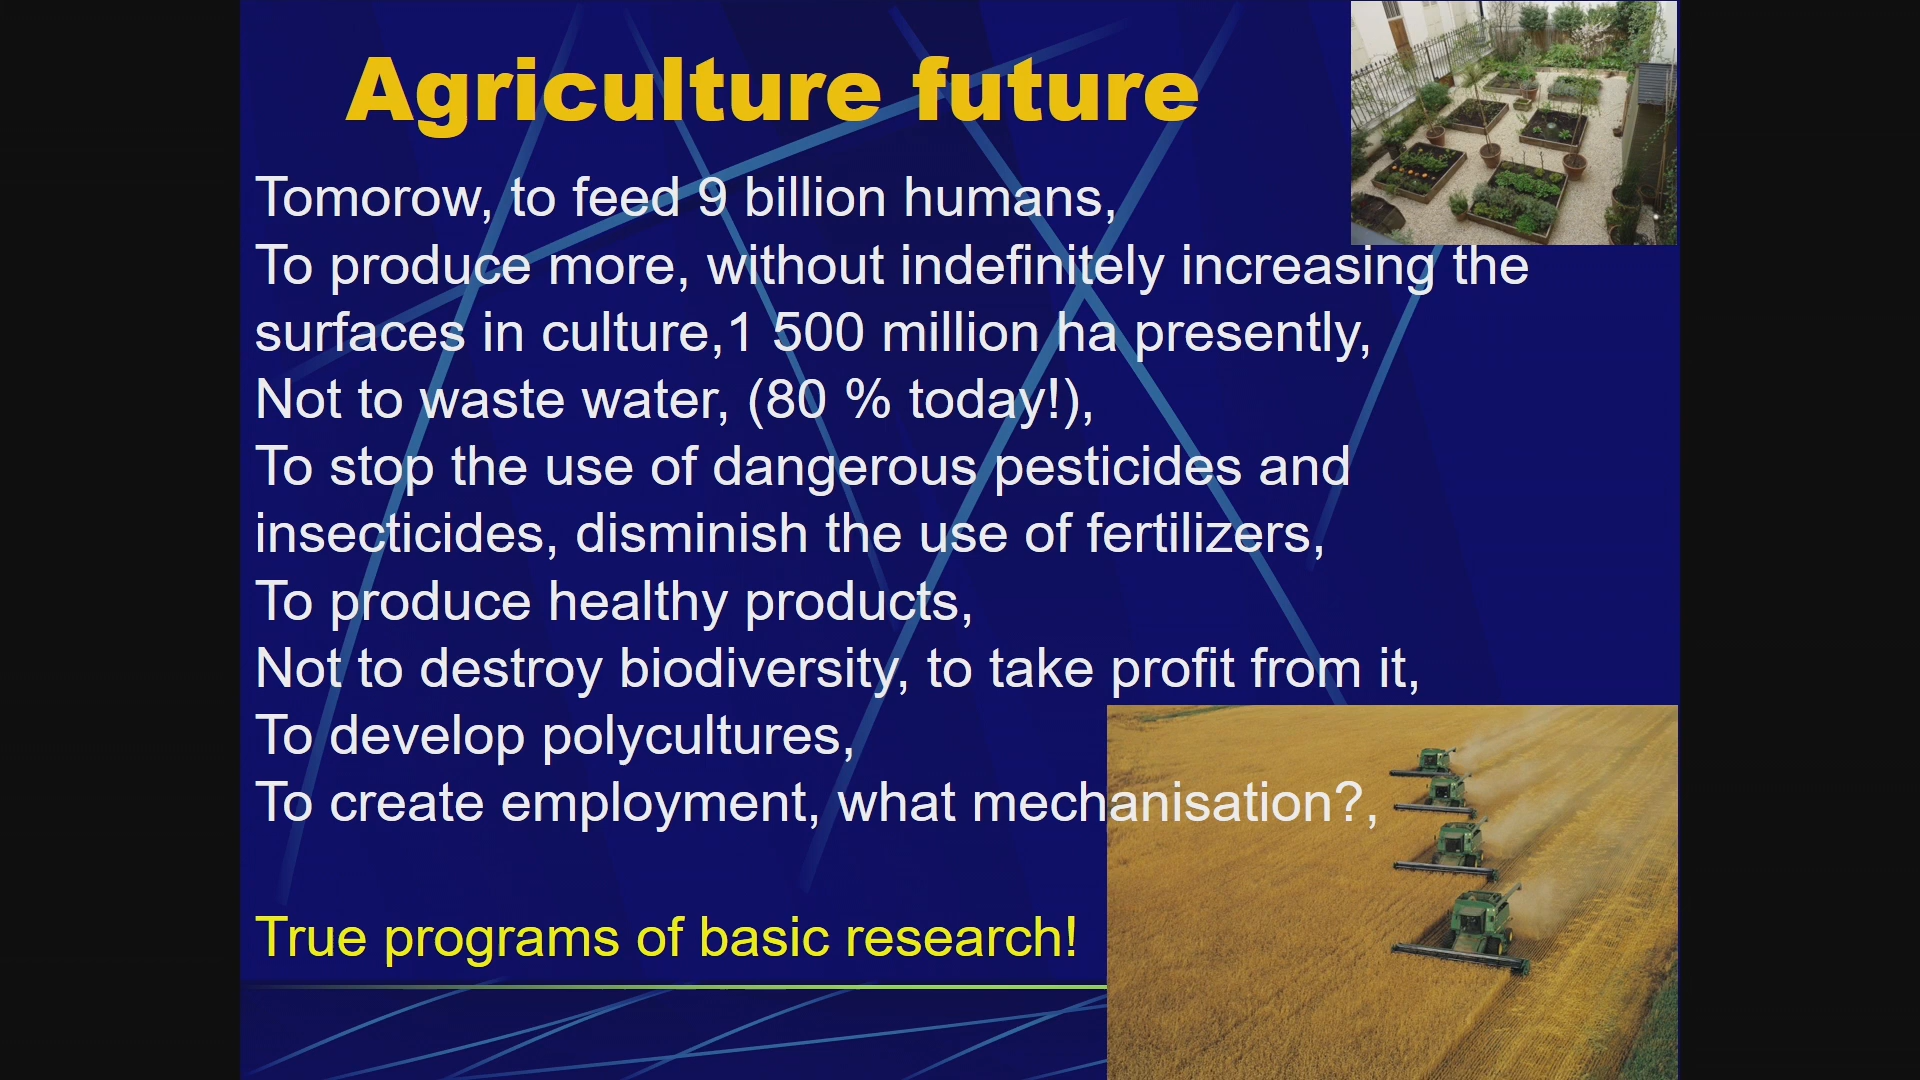 Agriculture future
Tomorow, to feed 9 billion humans,
To produce more, without indefinitely increasing the
surfaces in culture,1 500 million ha presently,
Not to waste water, (80 % today!),
To stop the use of dangerous pesticides and
insecticides, disminish the use of fertilizers,
To produce healthy products,
Not to destroy biodiversity, to take profit from it,
To develop polycultures,
To create employment, what mechanisation?,
True programs of basic research!